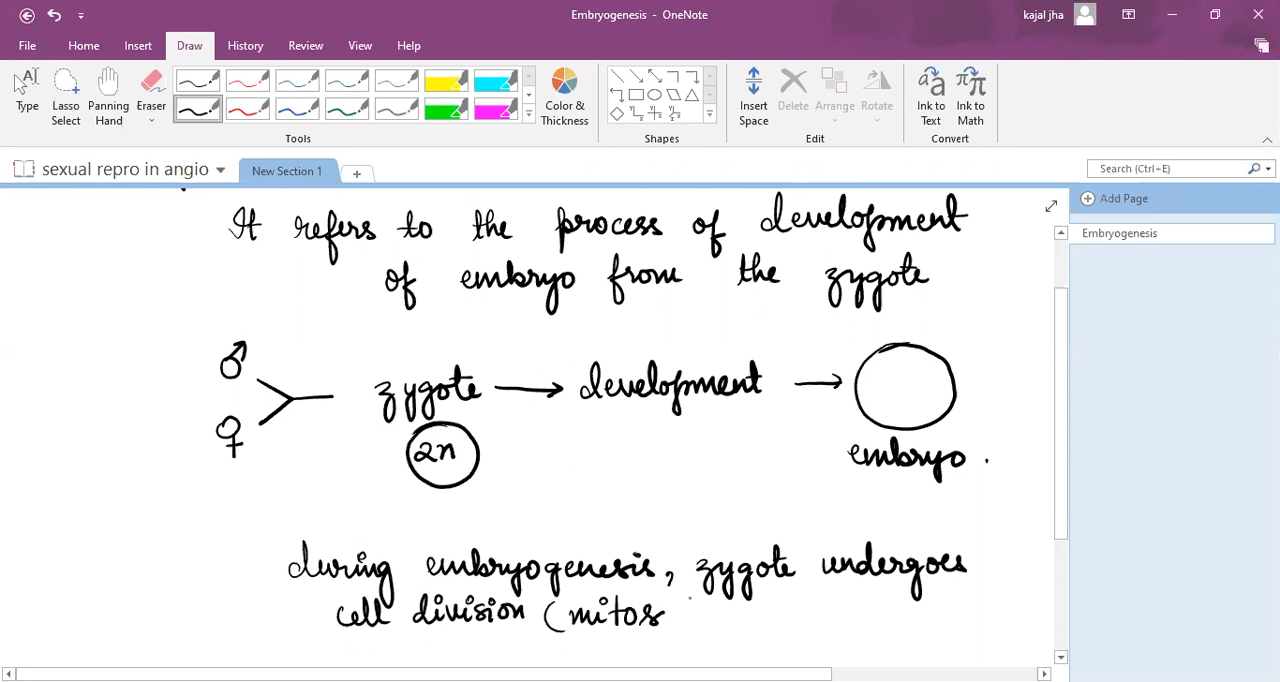 Embryogenesis - OneNote
kajal jha
File Home Insert Draw History Review View Help
Type
Lasso Select
Panning Hand
Eraser
Color & Thickness
Insert Space
Delete
Arrange
Rotate
Ink to Text
Ink to Math
Tools
Shapes
Edit
Convert
sexual repro in angio
New Section 1
Search (Ctrl+E)
Add Page
Embryogenesis
It refers to the process of development
of embryo from the zygote
♂
♀
zygote → development →
2n
embryo .
during embryogenesis, zygote undergoes
cell division (mitos